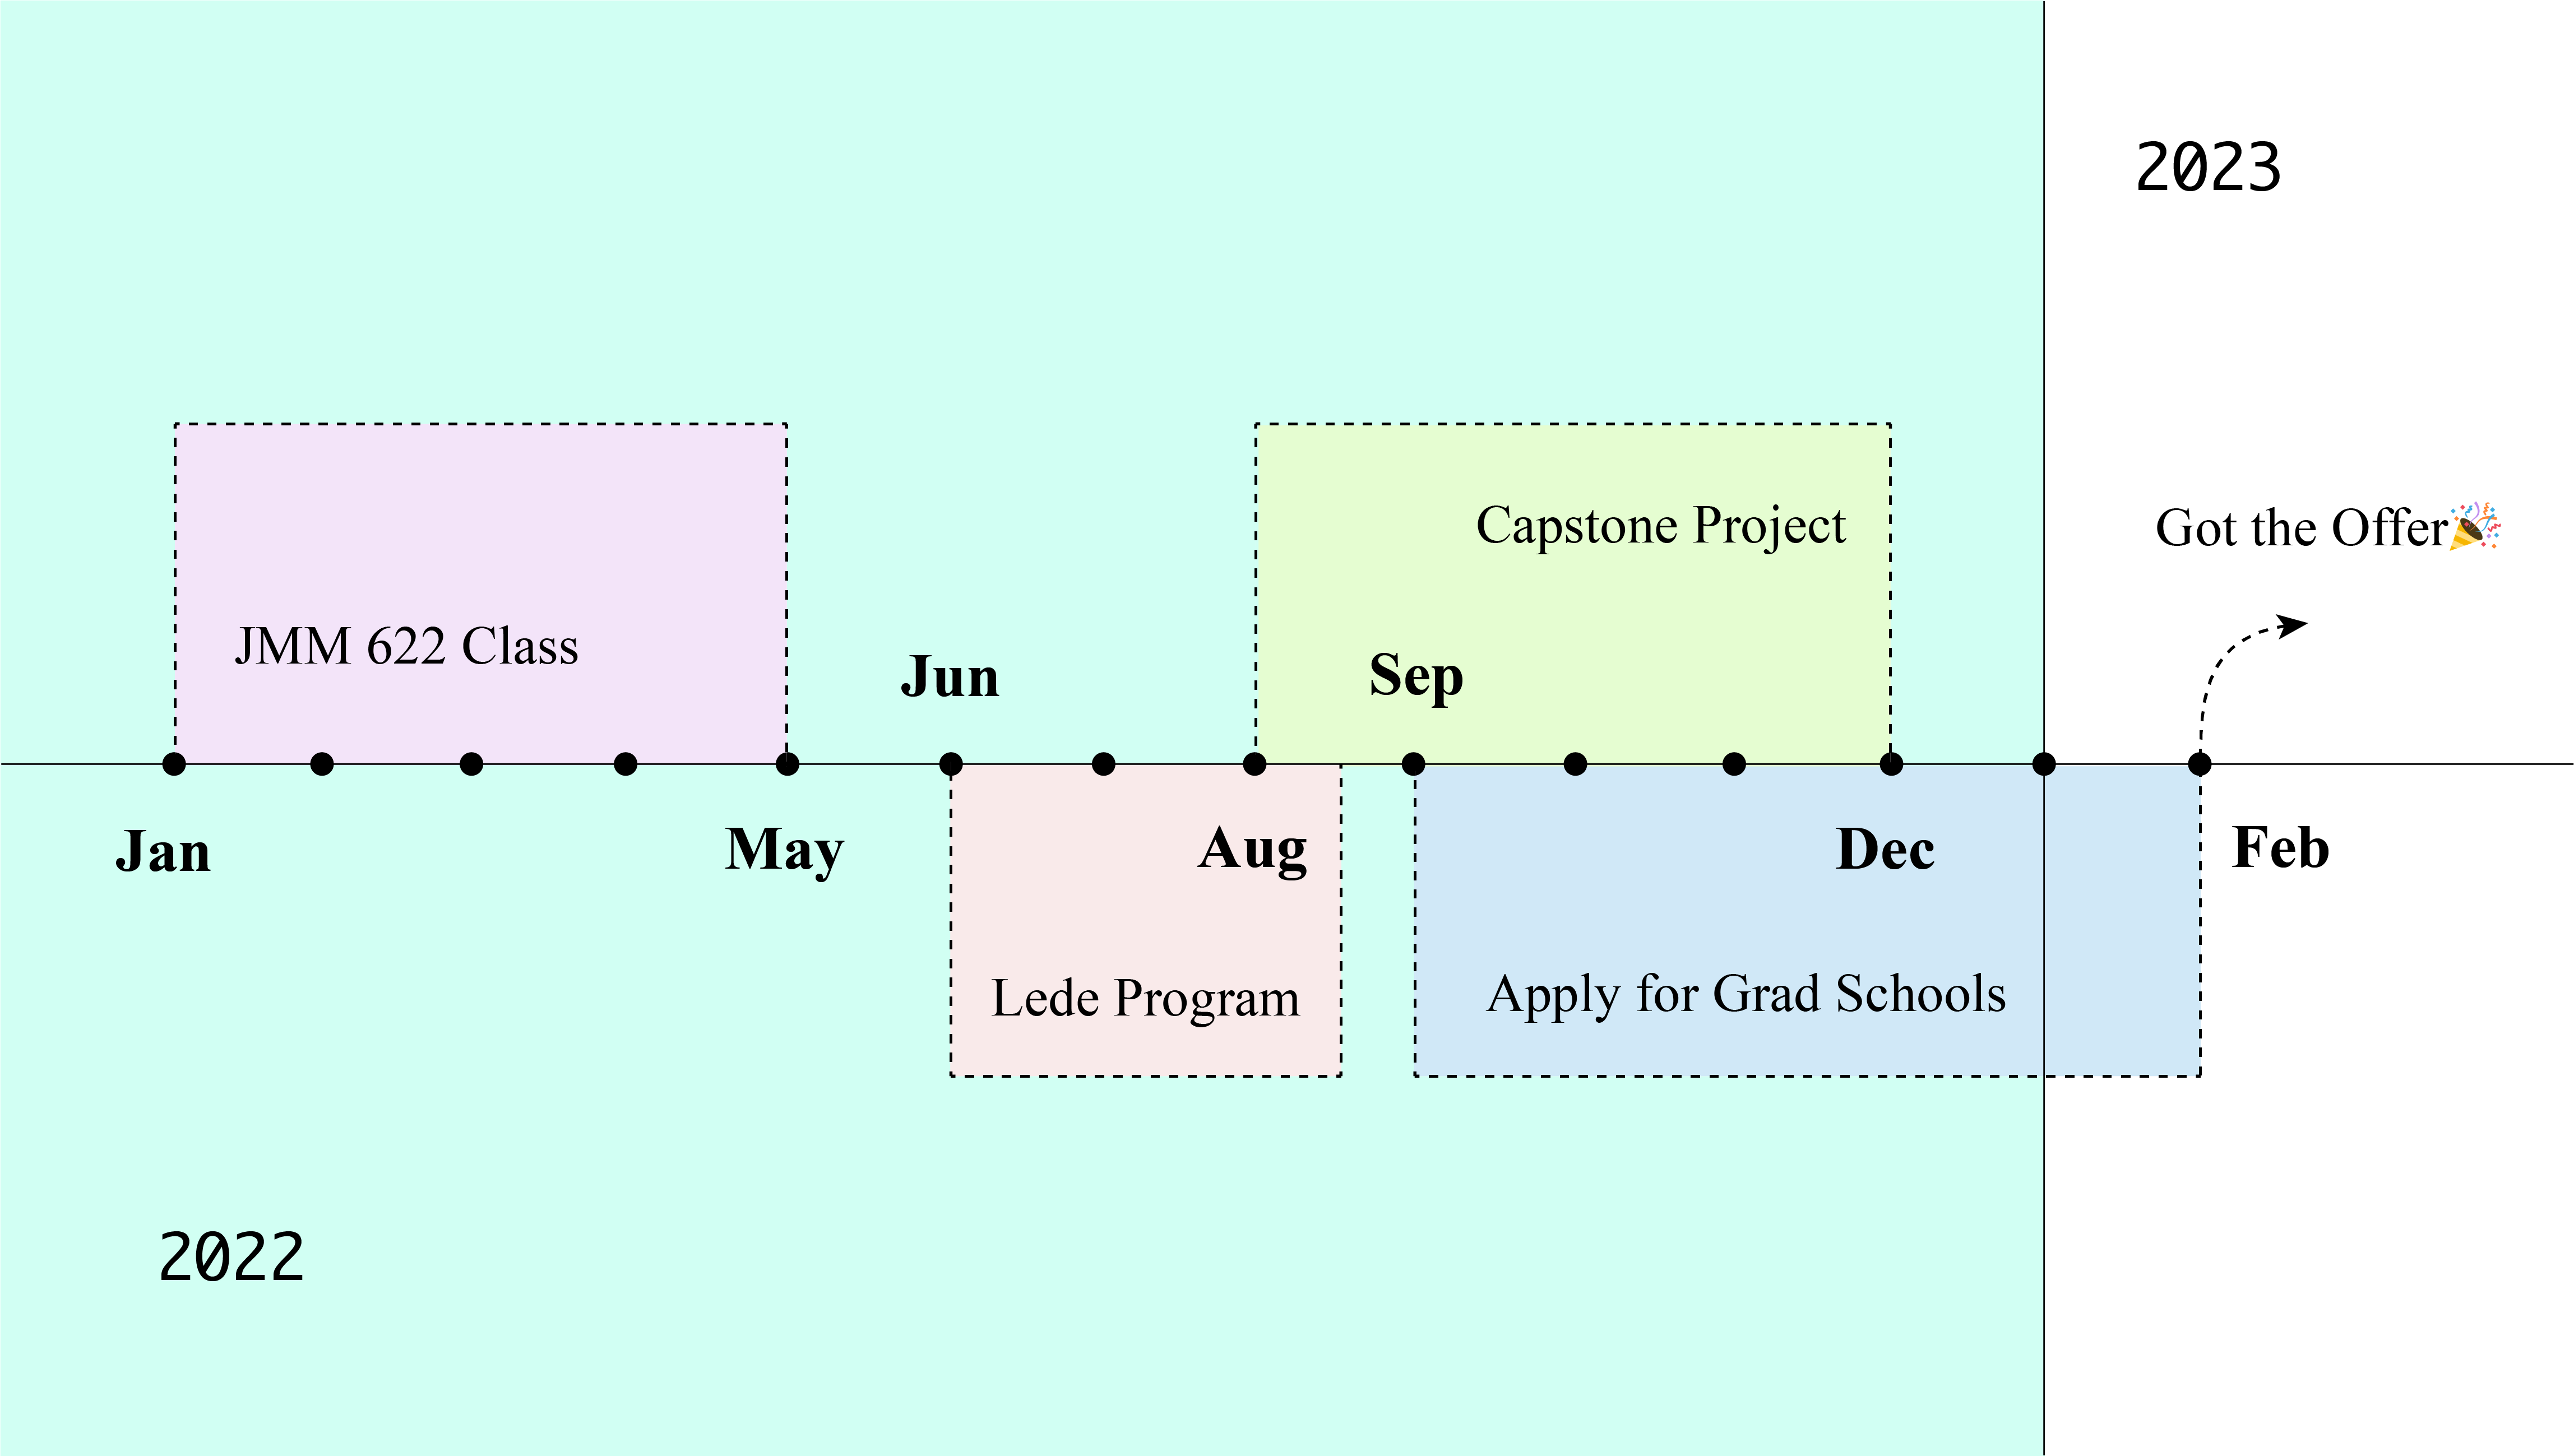 2023
Capstone Project
Got the Offer🎉
JMM 622 Class
Jun
Sep
Jan
May
Aug
Dec
Feb
Lede Program
Apply for Grad Schools
2022